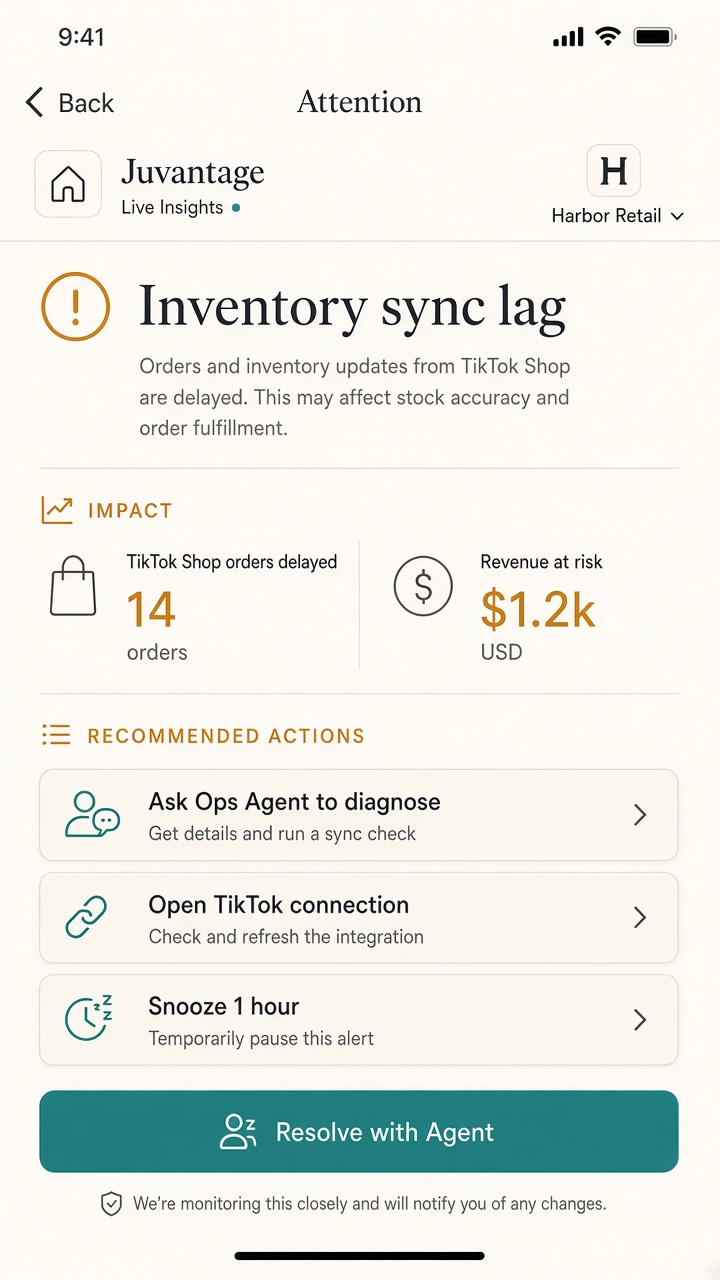 9:41
Back
Attention
Juvantage
Live Insights
H
Harbor Retail
Inventory sync lag
Orders and inventory updates from TikTok Shop
are delayed. This may affect stock accuracy and
order fulfillment.
IMPACT
TikTok Shop orders delayed
14
orders
Revenue at risk
$1.2k
USD
RECOMMENDED ACTIONS
Ask Ops Agent to diagnose
Get details and run a sync check
Open TikTok connection
Check and refresh the integration
Snooze 1 hour
Temporarily pause this alert
Resolve with Agent
We’re monitoring this closely and will notify you of any changes.